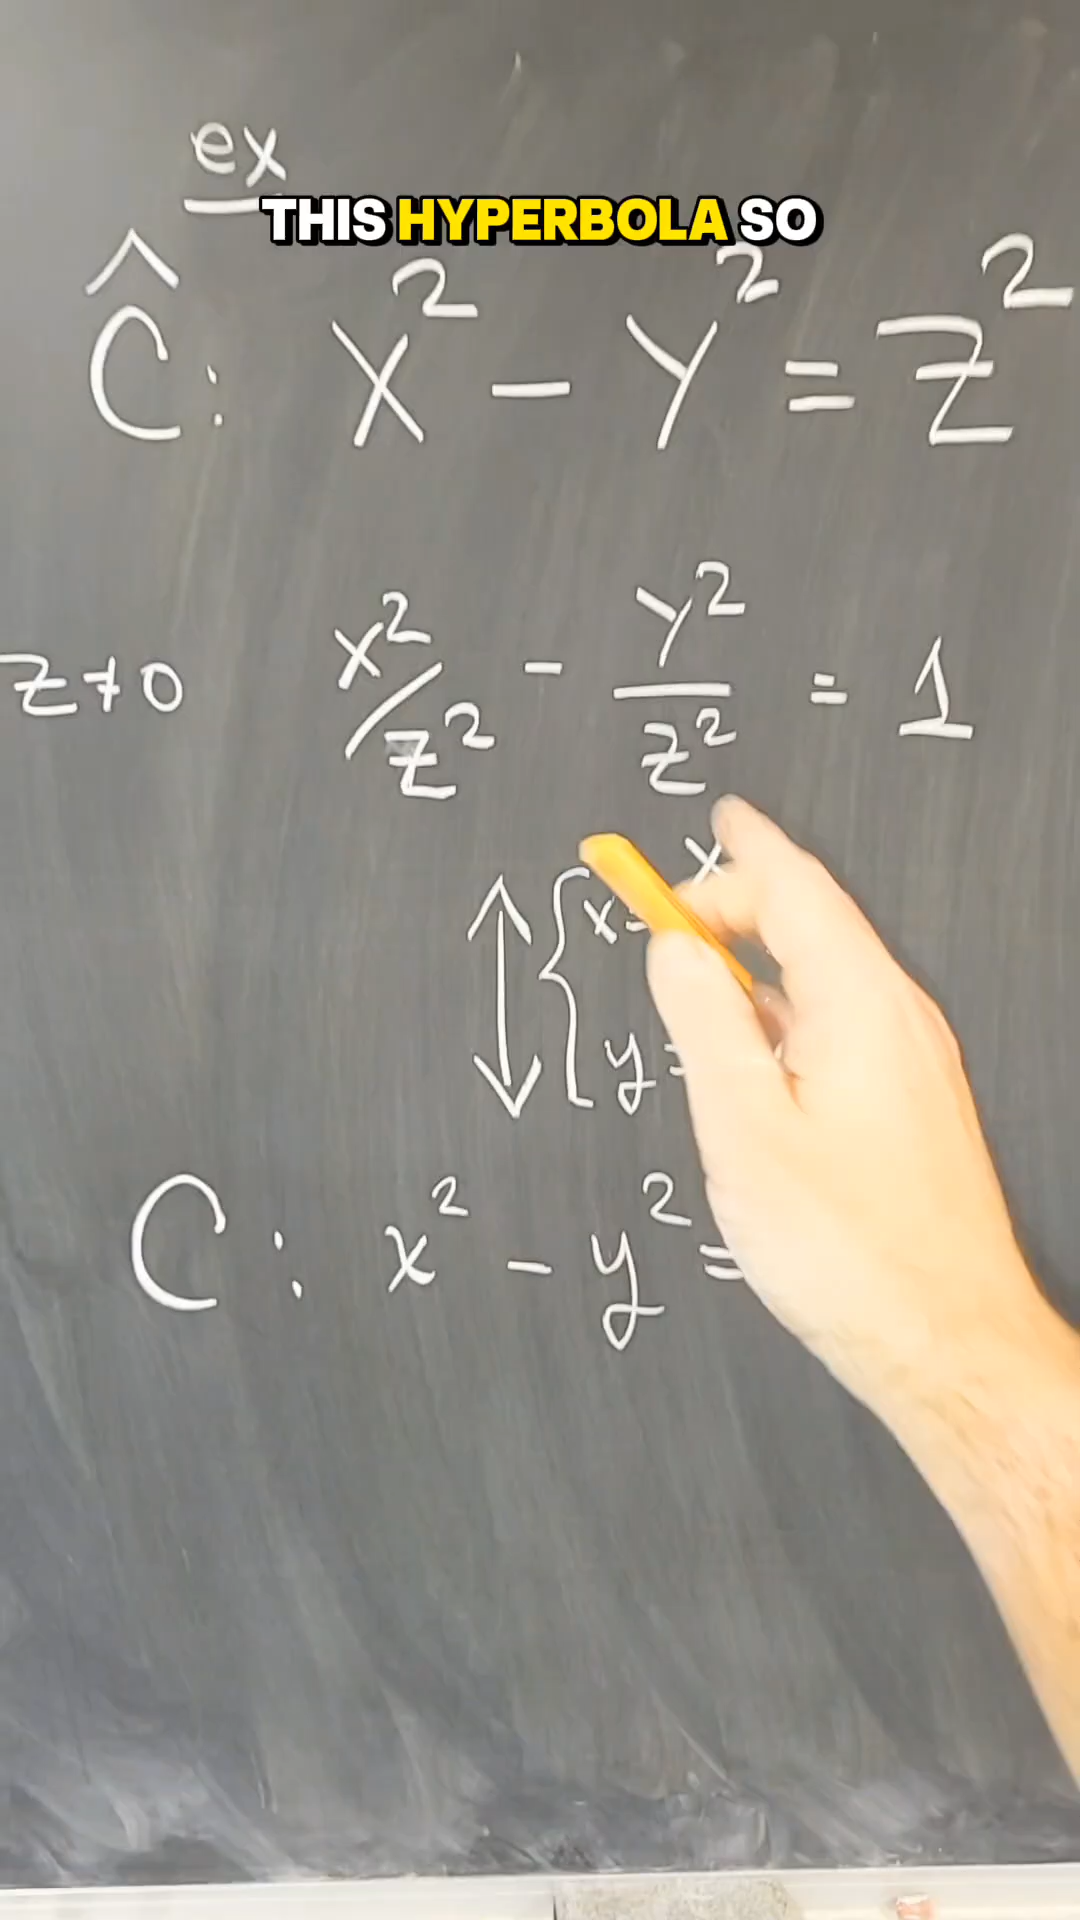 ex
THIS HYPERBOLA SO
Ĉ: X² - Y² = Z²
Z≠0 X²/Z² - Y²/Z² = 1
x= X
y=
C: x² - y² =